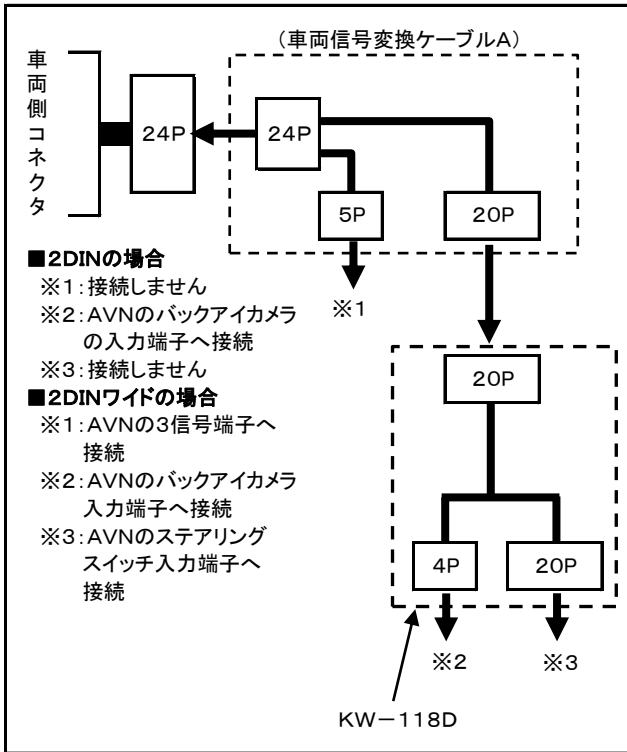 (車両信号変換ケーブルA)
車両側コネクタ
24P
24P
5P
20P
※1
■2DINの場合
※1:接続しません
※2:AVNのバックアイカメラ
の入力端子へ接続
※3:接続しません
■2DINワイドの場合
※1:AVNの3信号端子へ
接続
※2:AVNのバックアイカメラ
入力端子へ接続
※3:AVNのステアリング
スイッチ入力端子へ
接続
20P
4P
20P
※2
※3
KW-118D